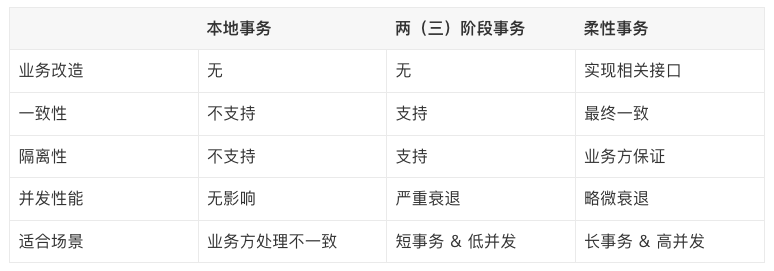 本地事务 两（三）阶段事务 柔性事务
业务改造 无 无 实现相关接口
一致性 不支持 支持 最终一致
隔离性 不支持 支持 业务方保证
并发性能 无影响 严重衰退 略微衰退
适合场景 业务方处理不一致 短事务 & 低并发 长事务 & 高并发